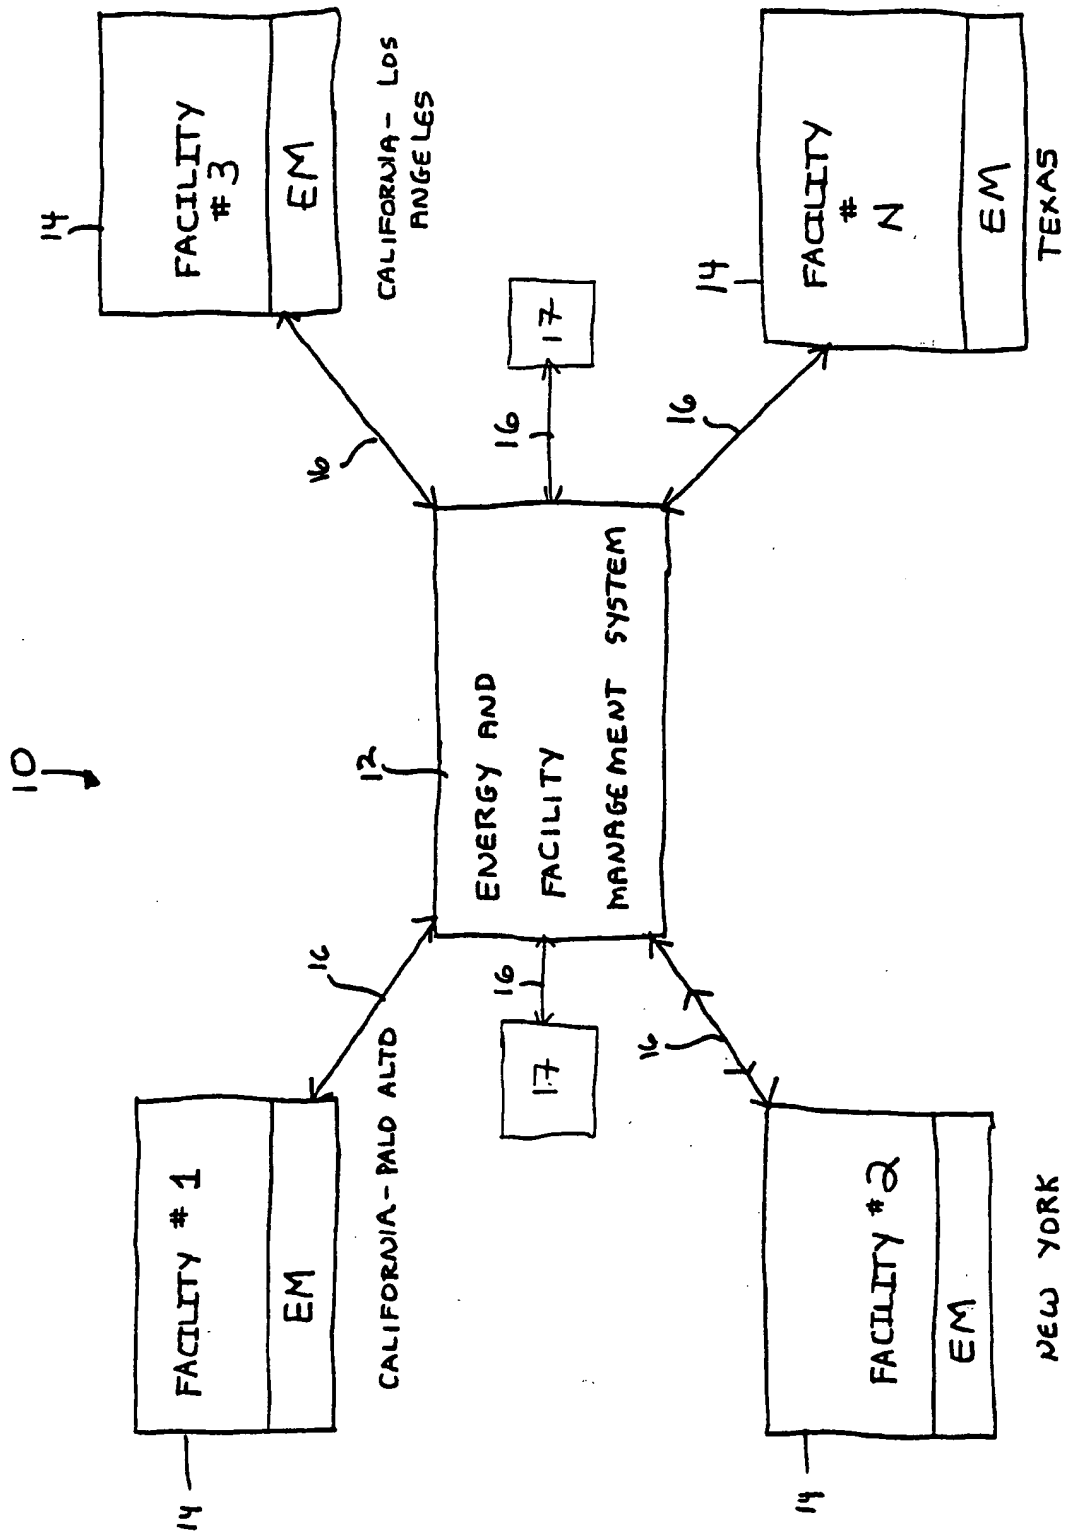 10
14
FACILITY # 1
EM
CALIFORNIA - PALO ALTO
16
14
FACILITY
# 3
EM
CALIFORNIA - LOS
ANGELES
16
12
ENERGY AND
FACILITY
MANAGEMENT SYSTEM
17
16
16
17
14
FACILITY #2
EM
NEW YORK
16
14
FACILITY
#
N
EM
TEXAS
16